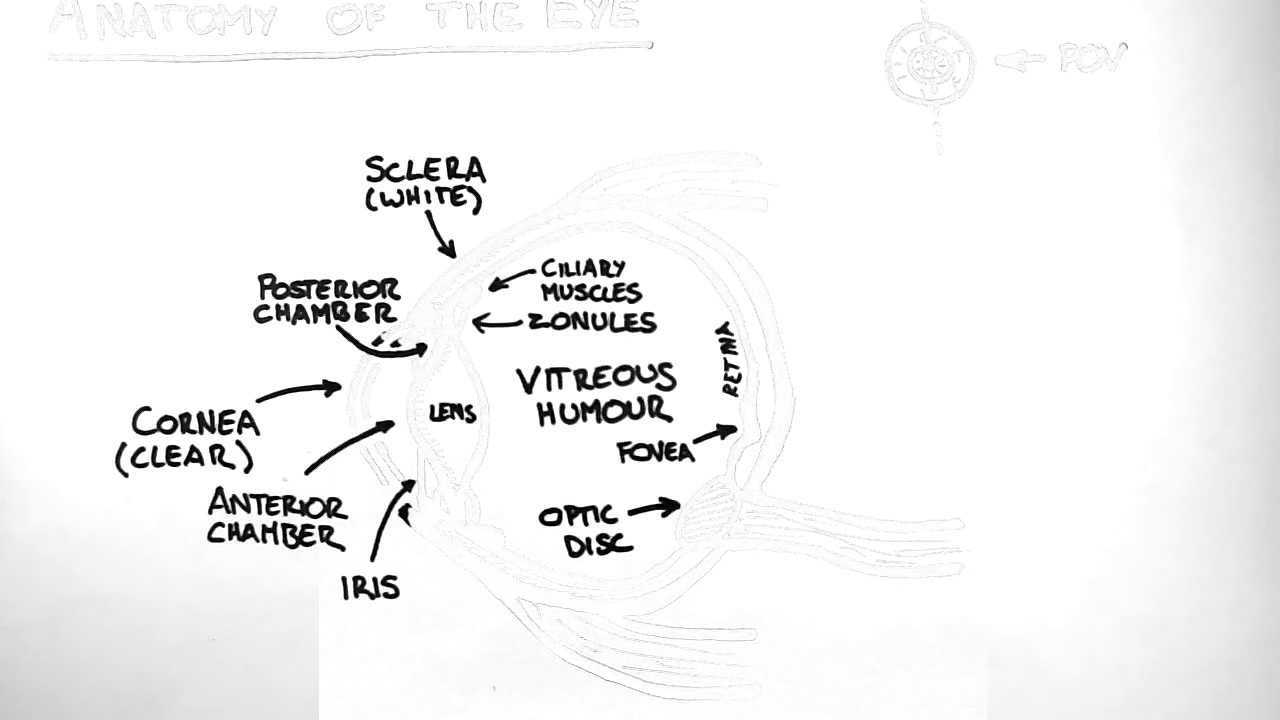 ANATOMY OF THE EYE
POV
SCLERA
(WHITE)
CILIARY
MUSCLES
POSTERIOR
CHAMBER
ZONULES
RETINA
VITREOUS
HUMOUR
LENS
CORNEA
(CLEAR)
FOVEA
ANTERIOR
CHAMBER
OPTIC
DISC
IRIS